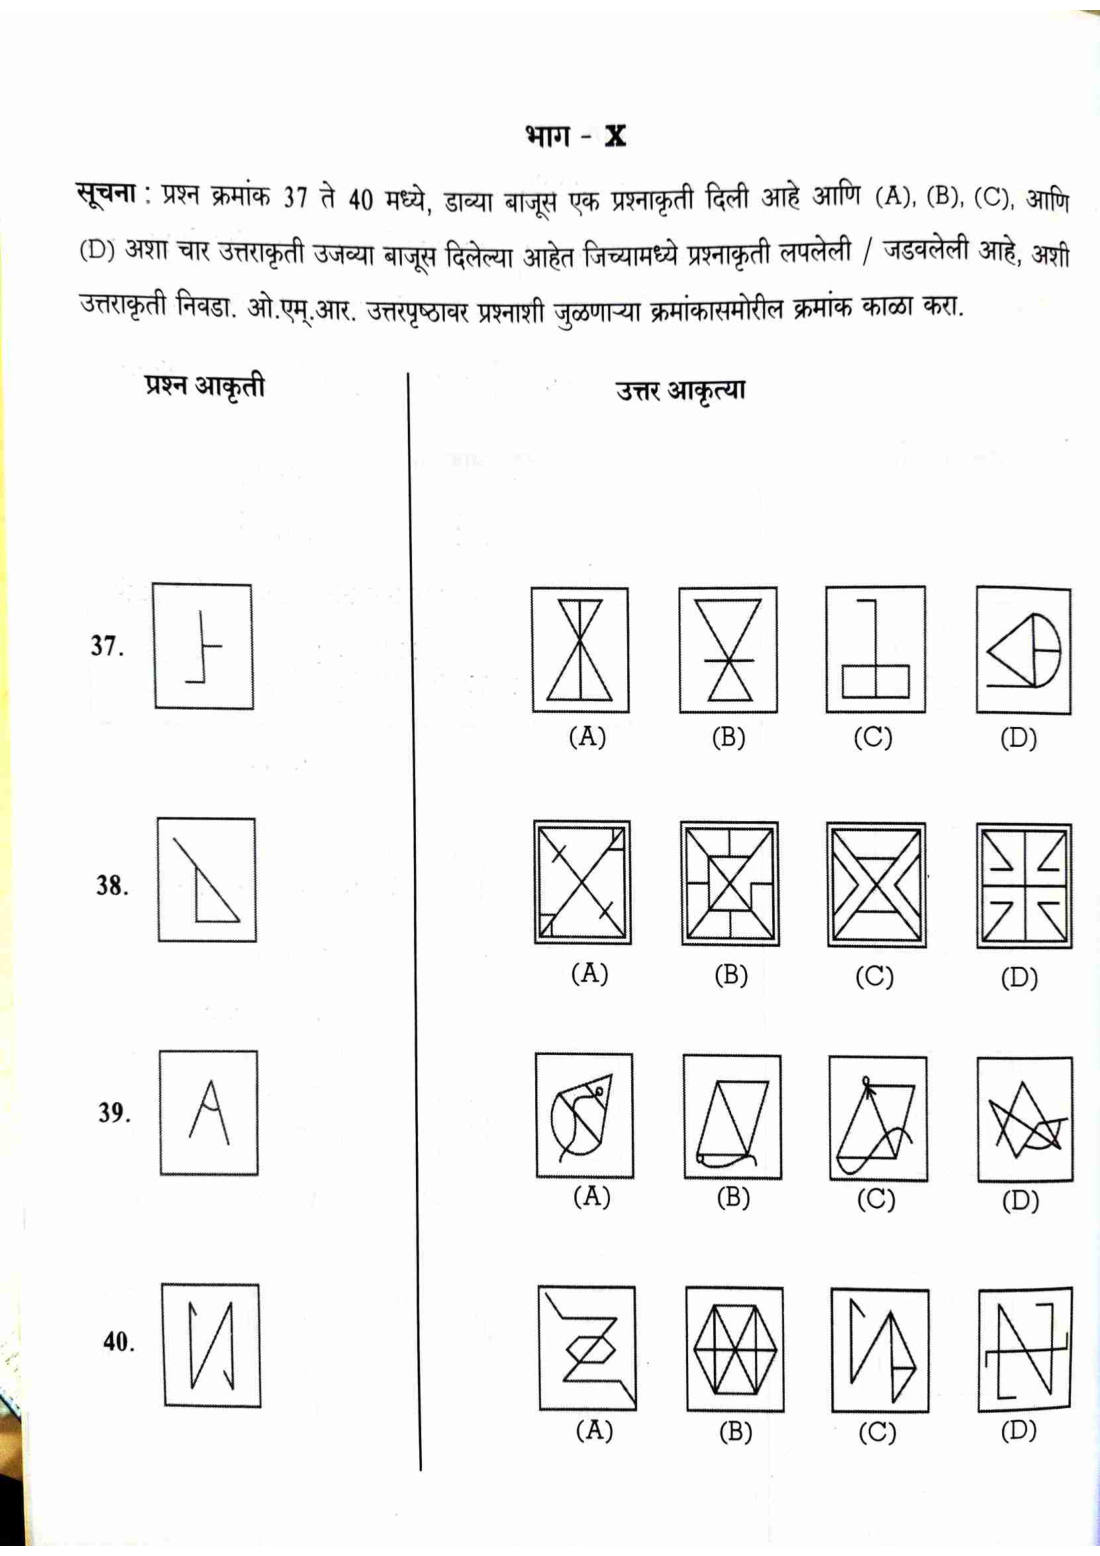 भाग - X
सूचना : प्रश्न क्रमांक 37 ते 40 मध्ये, डाव्या बाजूस एक प्रश्नाकृती दिली आहे आणि (A), (B), (C), आणि
(D) अशा चार उत्तराकृती उजव्या बाजूस दिलेल्या आहेत जिच्यामध्ये प्रश्नाकृती लपलेली / जडवलेली आहे, अशी
उत्तराकृती निवडा. ओ.एम्.आर. उत्तरपृष्ठावर प्रश्नाशी जुळणाऱ्या क्रमांकासमोरील क्रमांक काळा करा.
प्रश्न आकृती
उत्तर आकृत्या
37.
(A) (B) (C) (D)
38.
(A) (B) (C) (D)
39.
(A) (B) (C) (D)
40.
(A) (B) (C) (D)